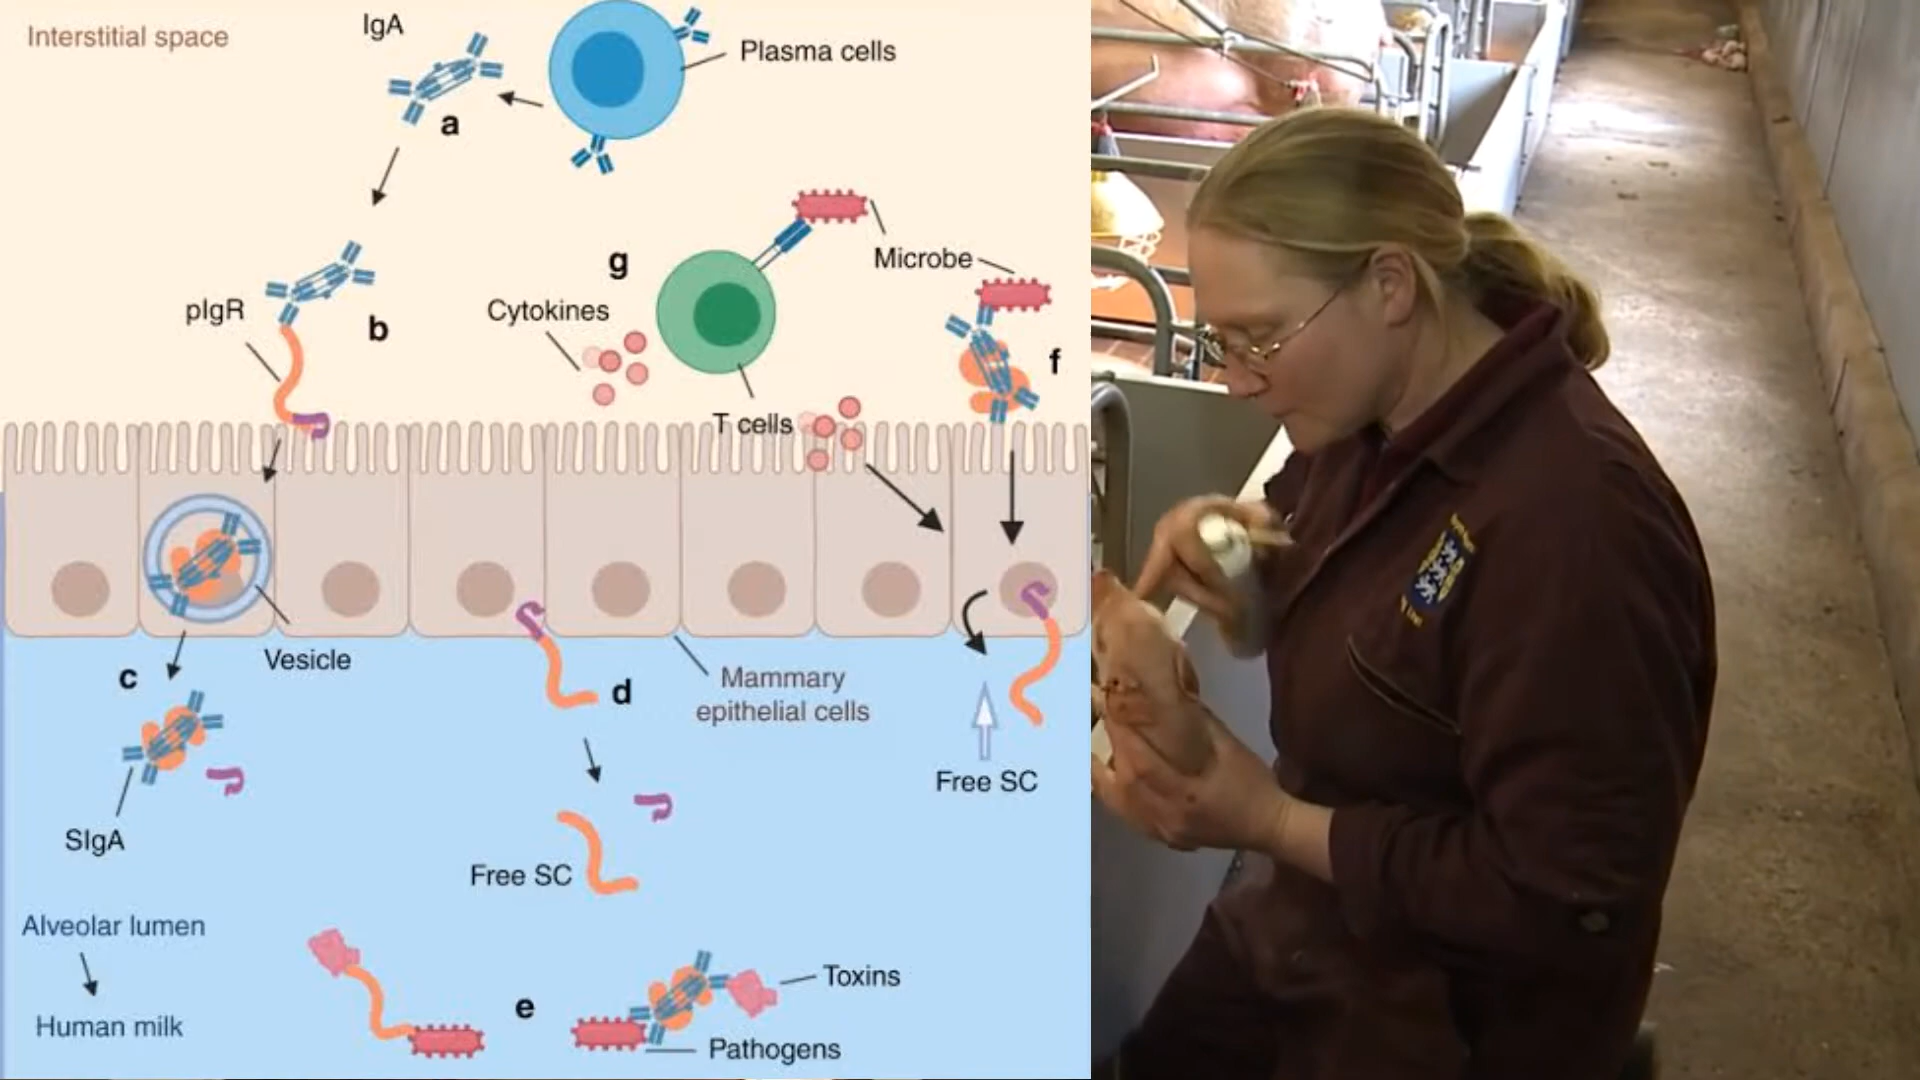 Interstitial space
IgA
Plasma cells
a
Microbe
g
pIgR
b
Cytokines
f
T cells
Vesicle
c
d
Mammary
epithelial cells
Free SC
SIgA
Free SC
Alveolar lumen
Human milk
e
Toxins
Pathogens